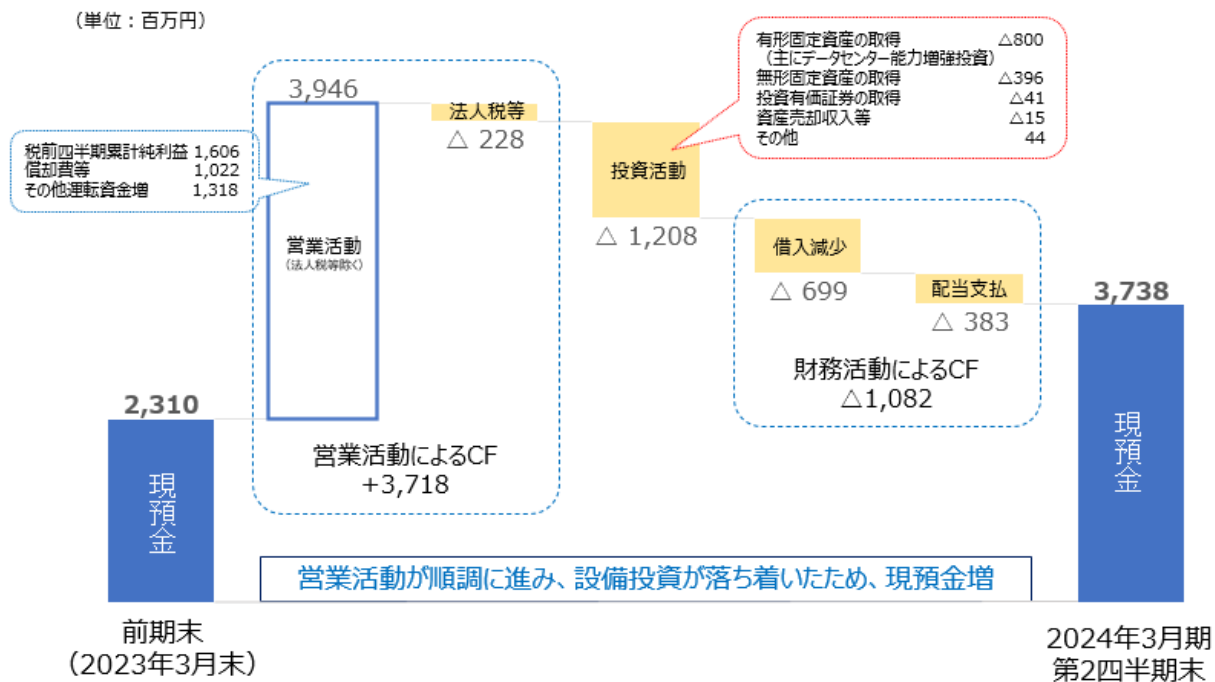 （単位：百万円）
有形固定資産の取得 △800
（主にデータセンター能力増強投資）
無形固定資産の取得 △396
投資有価証券の取得 △41
資産売却収入等 △15
その他 44
3,946
法人税等
△ 228
税前四半期累計純利益 1,606
償却費等 1,022
その他運転資金増 1,318
投資活動
△ 1,208
営業活動
（法人税等除く）
借入減少
△ 699
配当支払
△ 383
3,738
財務活動によるCF
△1,082
2,310
営業活動によるCF
+3,718
現預金
現預金
営業活動が順調に進み、設備投資が落ち着いたため、現預金増
前期末
（2023年3月末）
2024年3月期
第2四半期末